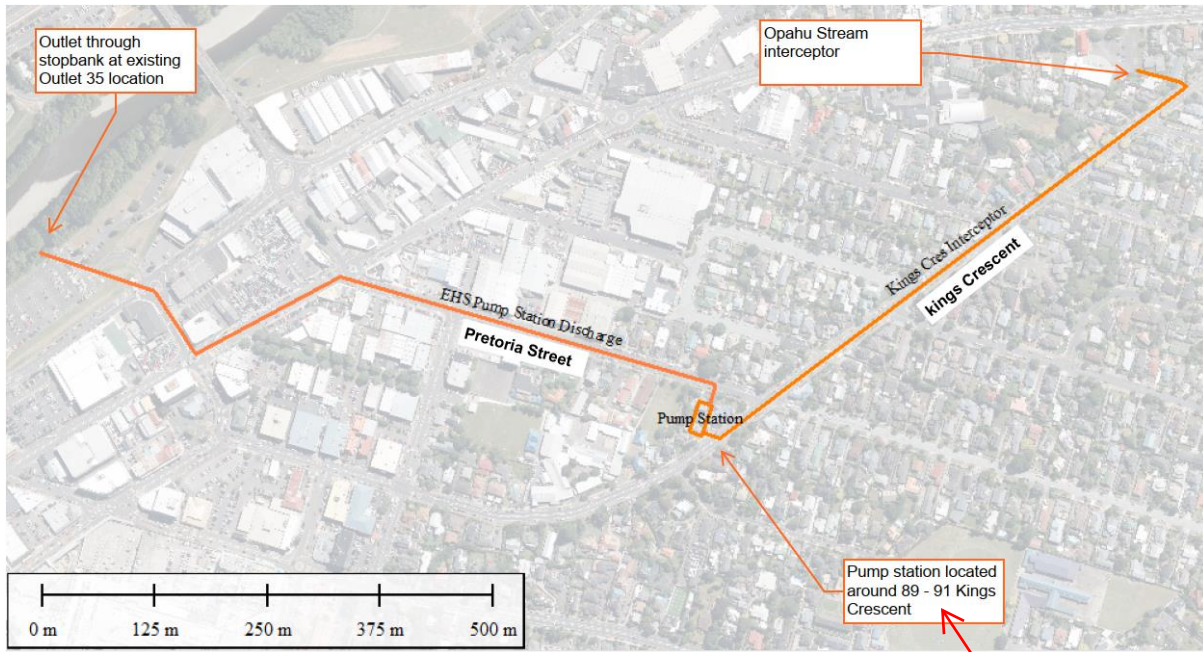 Outlet through
stopbank at existing
Outlet 35 location
Opahu Stream
interceptor
Kings Cres Interceptor
kings Crescent
EHS Pump Station Discharge
Pretoria Street
Pump Station
Pump station located
around 89 - 91 Kings
Crescent
0 m 125 m 250 m 375 m 500 m